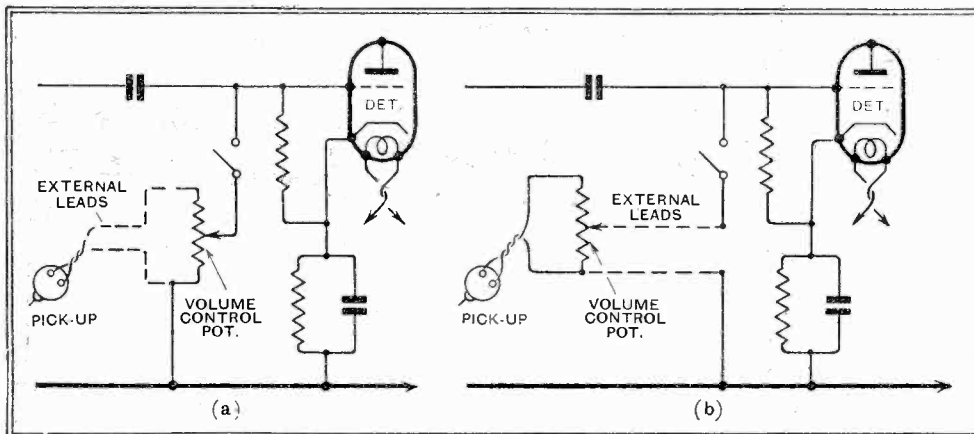 DET.
EXTERNAL
LEADS
PICK-UP
VOLUME
CONTROL
POT.
(a)
DET.
EXTERNAL
LEADS
PICK-UP
VOLUME
CONTROL
POT.
(b)